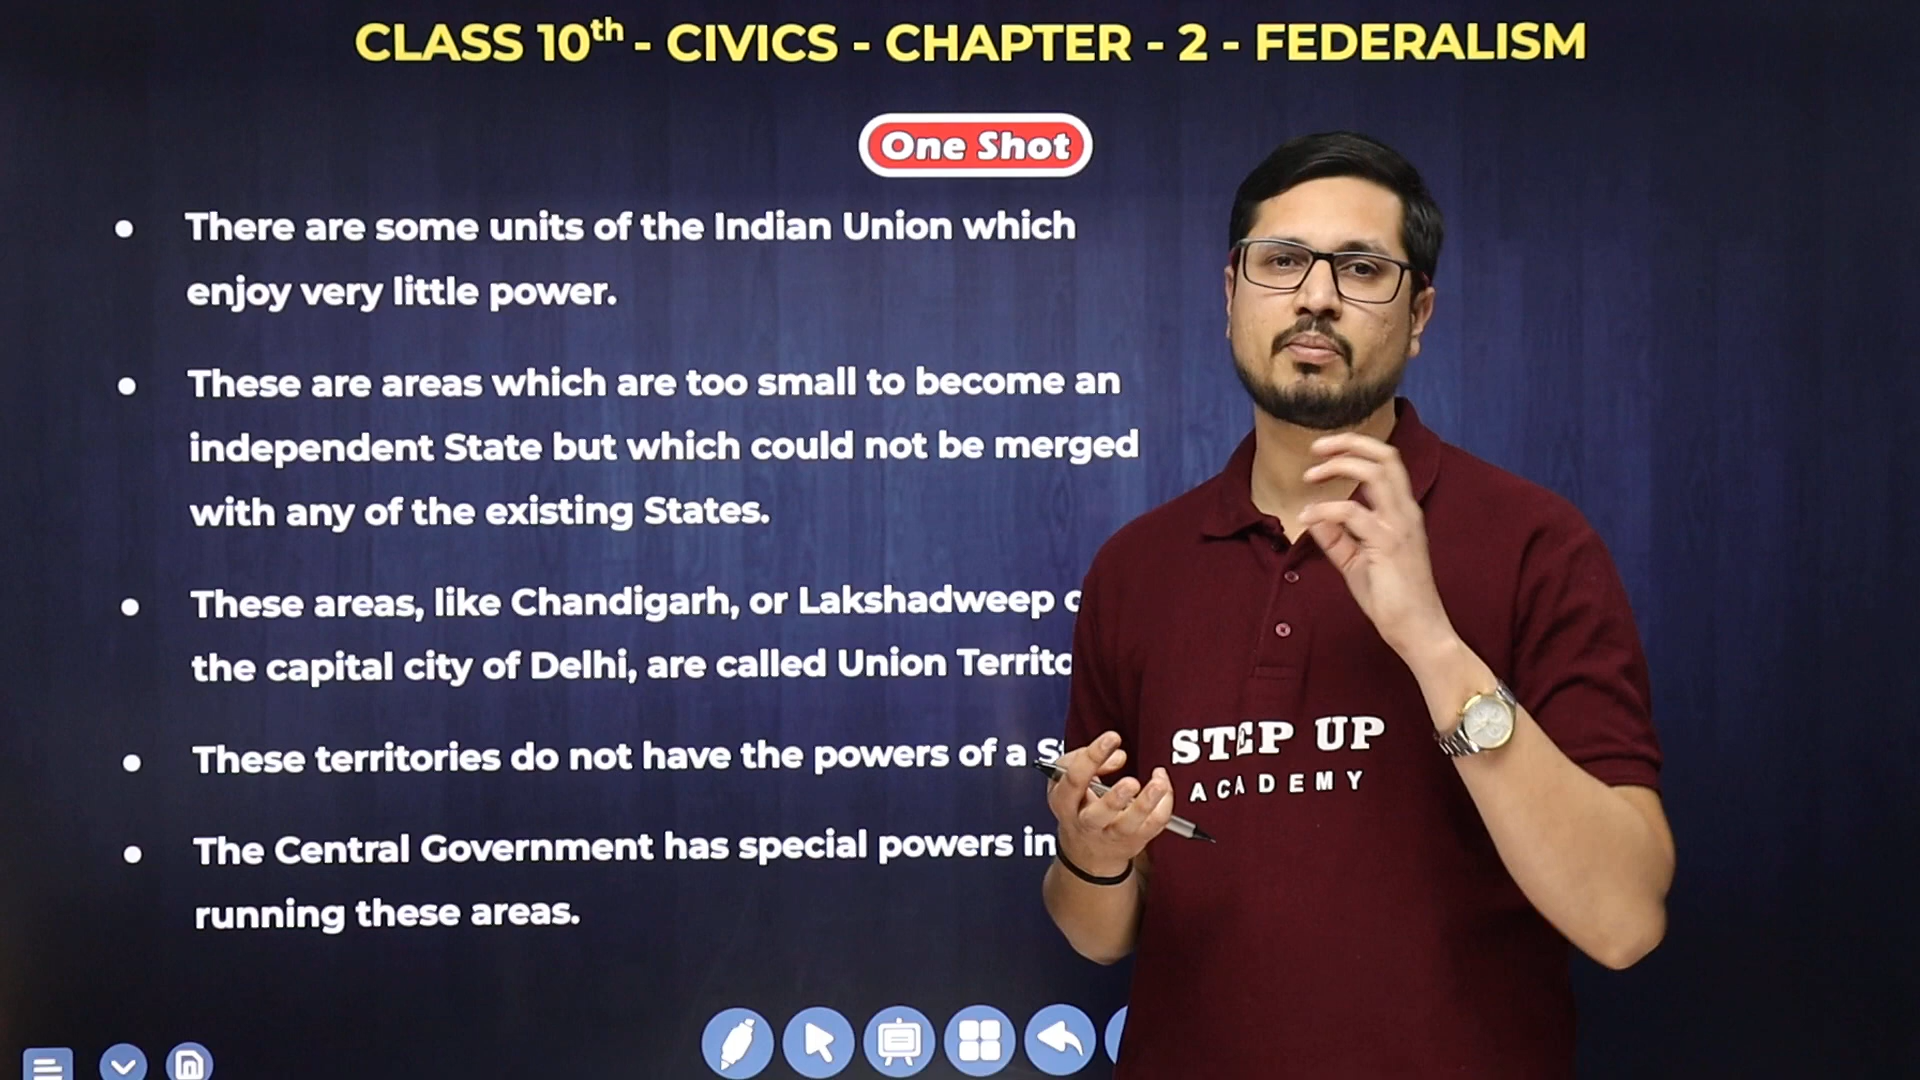 CLASS 10th - CIVICS - CHAPTER - 2 - FEDERALISM
One Shot
• There are some units of the Indian Union which
enjoy very little power.
• These are areas which are too small to become an
independent State but which could not be merged
with any of the existing States.
• These areas, like Chandigarh, or Lakshadweep
the capital city of Delhi, are called Union
• These territories do not have the powers of a
• The Central Government has special powers in
running these areas.
STEP UP
ACADEMY